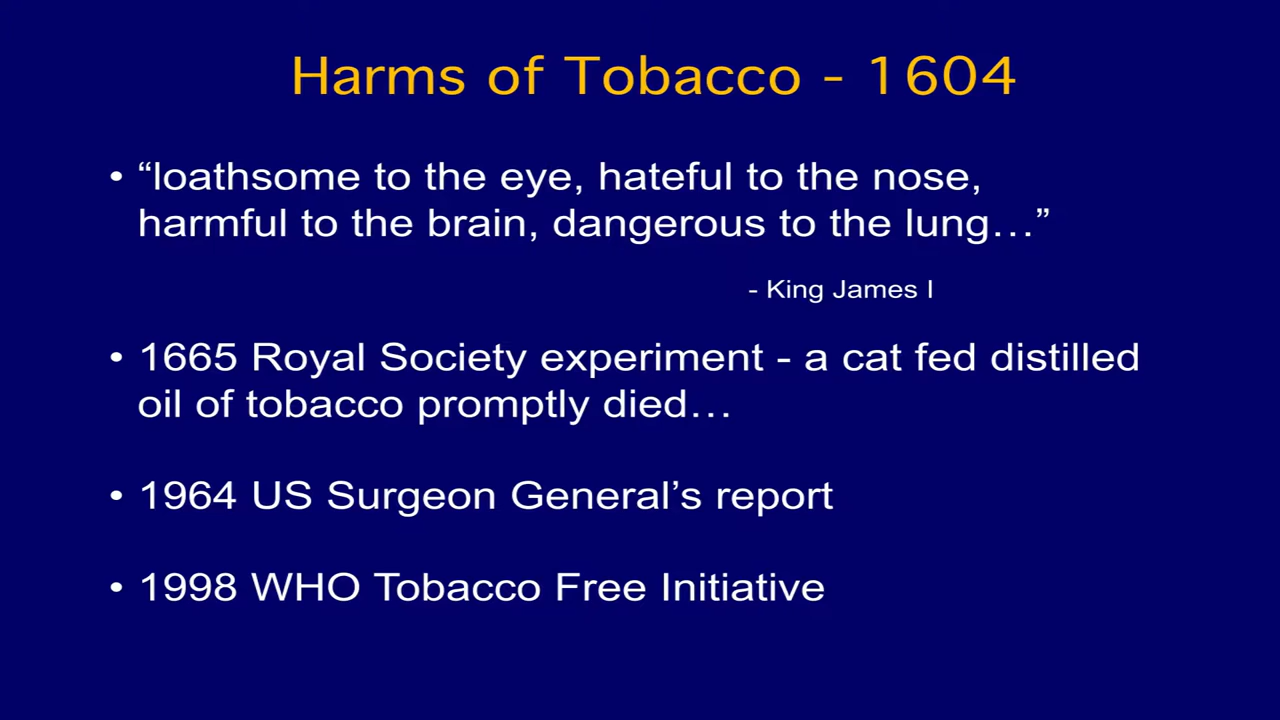 Harms of Tobacco - 1604
• “loathsome to the eye, hateful to the nose,
harmful to the brain, dangerous to the lung…”
- King James I
• 1665 Royal Society experiment - a cat fed distilled
oil of tobacco promptly died…
• 1964 US Surgeon General’s report
• 1998 WHO Tobacco Free Initiative